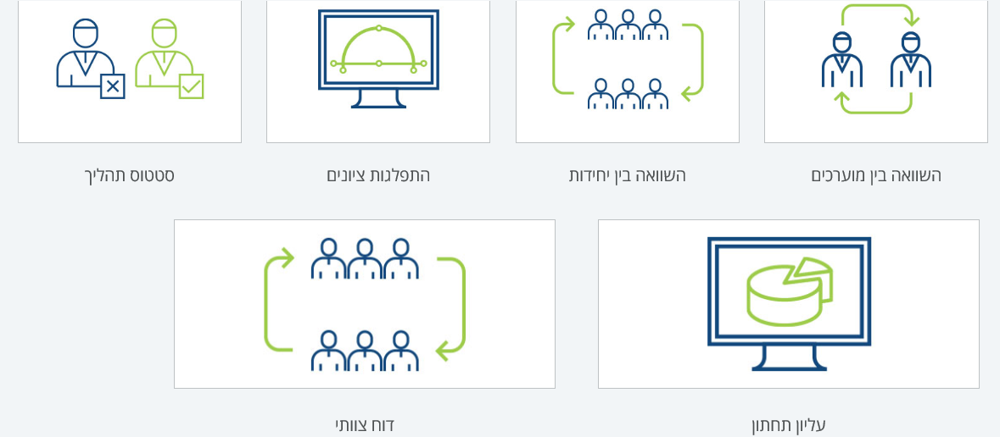 השוואה בין מוערכים
השוואה בין יחידות
התפלגות ציונים
סטטוס תהליך
עליון תחתון
דוח צוותי